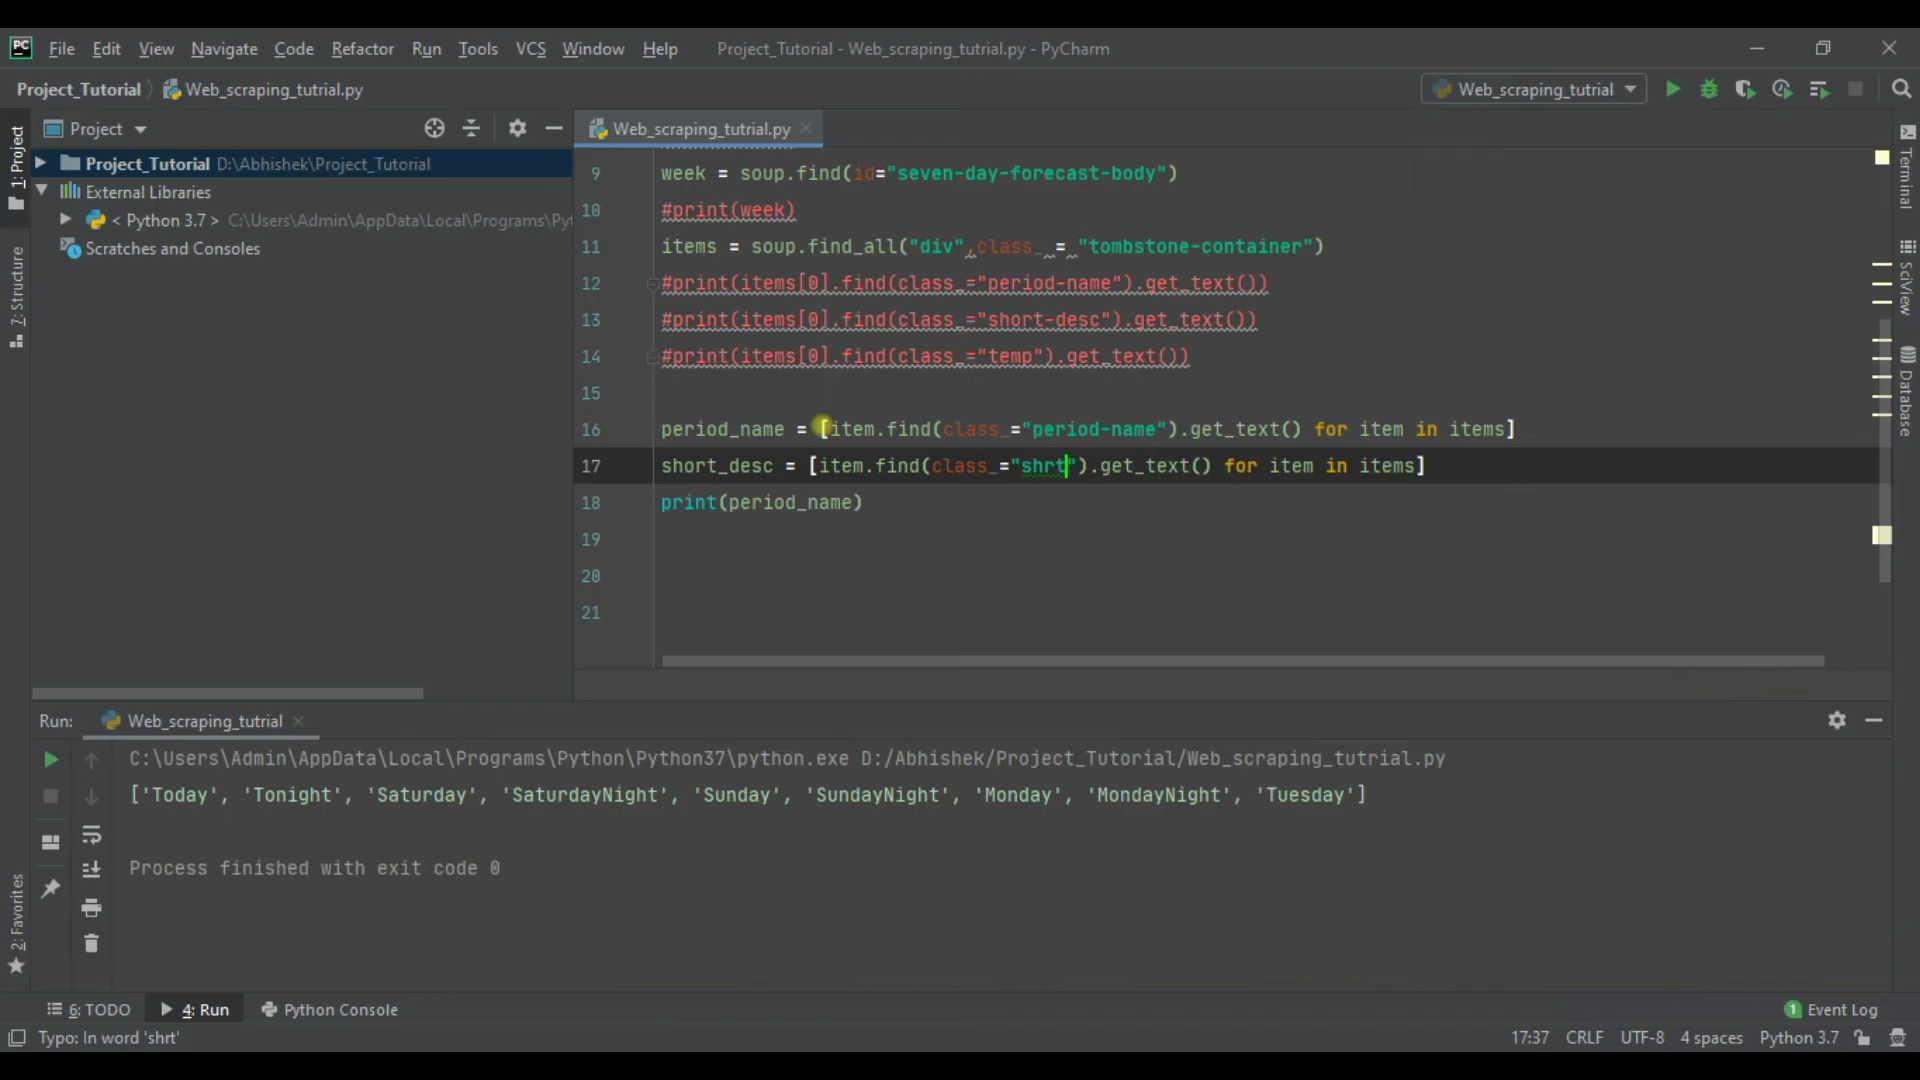 PC File Edit View Navigate Code Refactor Run Tools VCS Window Help Project_Tutorial - Web_scraping_tutrial.py - PyCharm
Project_Tutorial Web_scraping_tutrial.py Web_scraping_tutrial
1: Project
7: Structure
2: Favorites
Project
Project_Tutorial D:\Abhishek\Project_Tutorial
External Libraries
< Python 3.7 > C:\Users\Admin\AppData\Local\Programs\Py
Scratches and Consoles
Web_scraping_tutrial.py
9 week = soup.find(id="seven-day-forecast-body")
10 #print(week)
11 items = soup.find_all("div",class_ = "tombstone-container")
12 #print(items[0].find(class_="period-name").get_text())
13 #print(items[0].find(class_="short-desc").get_text())
14 #print(items[0].find(class_="temp").get_text())
15
16 period_name = [item.find(class_="period-name").get_text() for item in items]
17 short_desc = [item.find(class_="shrt").get_text() for item in items]
18 print(period_name)
19
20
21
Terminal
SciView
Database
Run: Web_scraping_tutrial
C:\Users\Admin\AppData\Local\Programs\Python\Python37\python.exe D:/Abhishek/Project_Tutorial/Web_scraping_tutrial.py
['Today', 'Tonight', 'Saturday', 'SaturdayNight', 'Sunday', 'SundayNight', 'Monday', 'MondayNight', 'Tuesday']
Process finished with exit code 0
6: TODO 4: Run Python Console 1 Event Log
Typo: In word 'shrt' 17:37 CRLF UTF-8 4 spaces Python 3.7